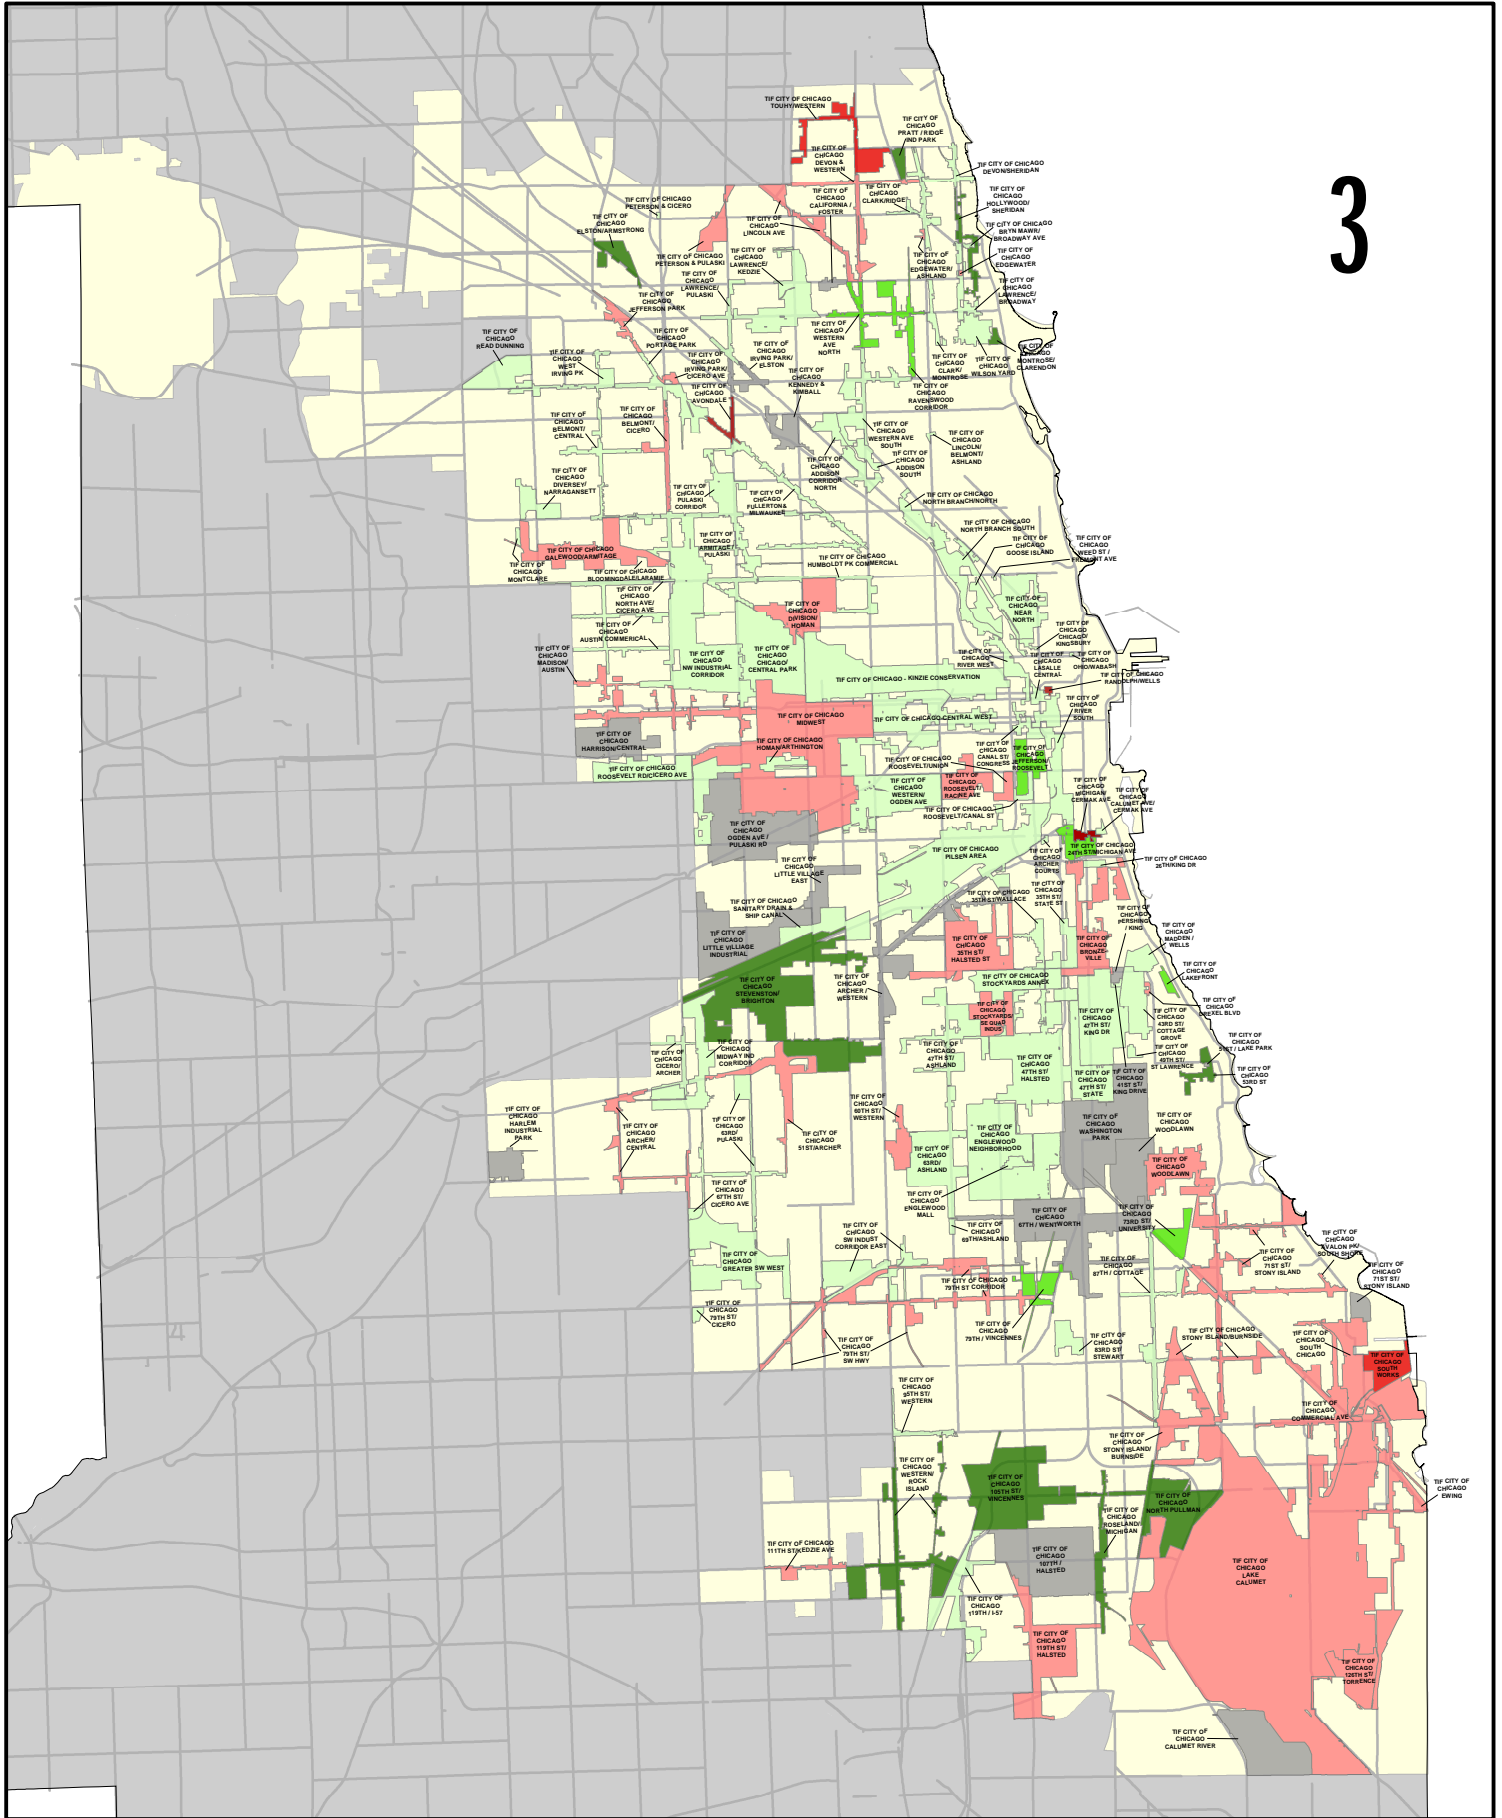 3
TIF CITY OF CHICAGO
TOUHY/WESTERN
TIF CITY OF
CHICAGO
PRATT / RIDGE
IND PARK
TIF CITY OF
CHICAGO
DEVON &
WESTERN
TIF CITY OF CHICAGO
DEVON/SHERIDAN
TIF CITY OF
CHICAGO
HOLLYWOOD/
SHERIDAN
TIF CITY OF CHICAGO
PETERSON & CICERO
TIF CITY OF
CHICAGO
CALIFORNIA /
FOSTER
TIF CITY OF
CHICAGO
CLARK/RIDGE
TIF CITY OF
CHICAGO
ELSTON/ARMSTRONG
TIF CITY OF
CHICAGO
LINCOLN AVE
TIF CITY OF CHICAGO
BRYN MAWR/
BROADWAY AVE
TIF CITY OF CHICAGO
PETERSON & PULASKI
TIF CITY OF
CHICAGO
LAWRENCE/
KEDZIE
TIF CITY OF
CHICAGO
EDGEWATER/
ASHLAND
TIF CITY OF
CHICAGO
EDGEWATER
TIF CITY OF
CHICAGO
LAWRENCE/
PULASKI
TIF CITY OF
CHICAGO
LAWRENCE/
BROADWAY
TIF CITY OF
CHICAGO
JEFFERSON PARK
TIF CITY OF
CHICAGO
READ DUNNING
TIF CITY OF
CHICAGO
PORTAGE PARK
TIF CITY OF
CHICAGO
WESTERN
AVE
NORTH
TIF CITY OF
CHICAGO
WEST
IRVING PK
TIF CITY OF
CHICAGO
IRVING PARK/
CICERO AVE
TIF CITY OF
CHICAGO
IRVING PARK/
ELSTON
TIF CITY OF
CHICAGO
KENNEDY &
KIMBALL
TIF CITY OF
CHICAGO
CLARK/
MONTROSE
TIF CITY OF
CHICAGO
WILSON YARD
TIF CITY OF
CHICAGO
MONTROSE/
CLARENDON
TIF CITY OF
CHICAGO
AVONDALE
TIF CITY OF
CHICAGO
RAVENSWOOD
CORRIDOR
TIF CITY OF
CHICAGO
BELMONT/
CENTRAL
TIF CITY OF
CHICAGO
BELMONT/
CICERO
TIF CITY OF
CHICAGO
WESTERN AVE
SOUTH
TIF CITY OF
CHICAGO
LINCOLN/
BELMONT/
ASHLAND
TIF CITY OF
CHICAGO
ADDISON
SOUTH
TIF CITY OF
CHICAGO
ADDISON
CORRIDOR
NORTH
TIF CITY OF
CHICAGO
DIVERSEY/
NARRAGANSETT
TIF CITY OF
CHICAGO
PULASKI
CORRIDOR
TIF CITY OF
CHICAGO
FULLERTON &
MILWAUKEE
TIF CITY OF CHICAGO
NORTH BRANCH/NORTH
TIF CITY OF CHICAGO
NORTH BRANCH SOUTH
TIF CITY OF
CHICAGO
GOOSE ISLAND
TIF CITY OF
CHICAGO
WEED ST /
FREMONT AVE
TIF CITY OF
CHICAGO
ARMITAGE /
PULASKI
TIF CITY OF CHICAGO
GALEWOOD/ARMITAGE
TIF CITY OF CHICAGO
HUMBOLDT PK COMMERCIAL
TIF CITY OF
CHICAGO
MONTCLARE
TIF CITY OF CHICAGO
BLOOMINGDALE/LARAMIE
TIF CITY OF
CHICAGO
NORTH AVE/
CICERO AVE
TIF CITY OF
CHICAGO
DIVISION/
HOMAN
TIF CITY OF
CHICAGO
NEAR
NORTH
TIF CITY OF
CHICAGO
AUSTIN COMMERICAL
TIF CITY OF
CHICAGO
CHICAGO/
KINGSBURY
TIF CITY OF
CHICAGO
MADISON/
AUSTIN
TIF CITY OF
CHICAGO
NW INDUSTRIAL
CORRIDOR
TIF CITY OF
CHICAGO
CHICAGO/
CENTRAL PARK
TIF CITY OF
CHICAGO
RIVER WEST
TIF CITY OF
CHICAGO
LASALLE
CENTRAL
TIF CITY OF
CHICAGO
OHIO/WABASH
TIF CITY OF CHICAGO
RANDOLPH/WELLS
TIF CITY OF CHICAGO - KINZIE CONSERVATION
TIF CITY OF
CHICAGO
RIVER
SOUTH
TIF CITY OF CHICAGO
MIDWEST
TIF CITY OF CHICAGO-CENTRAL WEST
TIF CITY OF
CHICAGO
HARRISON/CENTRAL
TIF CITY OF CHICAGO
HOMAN/ARTHINGTON
TIF CITY OF
CHICAGO
CANAL ST/
CONGRESS
TIF CITY OF
CHICAGO
JEFFERSON/
ROOSEVELT
TIF CITY OF CHICAGO
ROOSEVELT/UNION
TIF CITY OF CHICAGO
ROOSEVELT RD/CICERO AVE
TIF CITY OF
CHICAGO
WESTERN/
OGDEN AVE
TIF CITY OF
CHICAGO
ROOSEVELT/
RACINE AVE
TIF CITY OF
CHICAGO
MICHIGAN/
CERMAK AVE
TIF CITY OF
CHICAGO
CALUMET AVE/
CERMAK AVE
TIF CITY OF CHICAGO
ROOSEVELT/CANAL ST
TIF CITY OF
CHICAGO
OGDEN AVE /
PULASKI RD
TIF CITY OF CHICAGO
PILSEN AREA
TIF CITY OF
CHICAGO
ARCHER
COURTS
TIF CITY OF CHICAGO
24TH ST/MICHIGAN AVE
TIF CITY OF CHICAGO
26TH/KING DR
TIF CITY OF
CHICAGO
LITTLE VILLAGE
EAST
TIF CITY OF CHICAGO
35TH ST/WALLACE
TIF CITY OF
CHICAGO
35TH ST/
STATE ST
TIF CITY OF CHICAGO
SANITARY DRAIN &
SHIP CANAL
TIF CITY OF
CHICAGO
PERSHING
/ KING
TIF CITY OF
CHICAGO
MADDEN /
WELLS
TIF CITY OF
CHICAGO
LITTLE VILLIAGE
INDUSTRIAL
TIF CITY OF
CHICAGO
35TH ST/
HALSTED ST
TIF CITY OF
CHICAGO
BRONZE-
VILLE
TIF CITY OF
CHICAGO
LAKEFRONT
TIF CITY OF
CHICAGO
STEVENSTON/
BRIGHTON
TIF CITY OF
CHICAGO
ARCHER /
WESTERN
TIF CITY OF CHICAGO
STOCKYARDS ANNEX
TIF CITY OF
CHICAGO
DREXEL BLVD
TIF CITY OF
CHICAGO
STOCKYARDS/
SE QUAD
INDUS
TIF CITY OF
CHICAGO
47TH ST/
KING DR
TIF CITY OF
CHICAGO
43RD ST/
COTTAGE
GROVE
TIF CITY OF
CHICAGO
51ST / LAKE PARK
TIF CITY OF
CHICAGO
CICERO/
ARCHER
TIF CITY OF
CHICAGO
MIDWAY IND
CORRIDOR
TIF CITY OF
CHICAGO
47TH ST/
ASHLAND
TIF CITY OF
CHICAGO
47TH ST/
HALSTED
TIF CITY OF
CHICAGO
49TH ST/
ST LAWRENCE
TIF CITY OF
CHICAGO
53RD ST
TIF CITY OF
CHICAGO
47TH ST/
STATE
TIF CITY OF
CHICAGO
41ST ST/
KING DRIVE
TIF CITY OF
CHICAGO
60TH ST/
WESTERN
TIF CITY OF
CHICAGO
HARLEM
INDUSTRIAL
PARK
TIF CITY OF
CHICAGO
ARCHER/
CENTRAL
TIF CITY OF
CHICAGO
63RD/
PULASKI
TIF CITY OF
CHICAGO
51ST/ARCHER
TIF CITY OF
CHICAGO
ENGLEWOOD
NEIGHBORHOOD
TIF CITY OF
CHICAGO
WASHINGTON
PARK
TIF CITY OF
CHICAGO
WOODLAWN
TIF CITY OF
CHICAGO
63RD/
ASHLAND
TIF CITY OF
CHICAGO
WOODLAWN
TIF CITY OF
CHICAGO
67TH ST/
CICERO AVE
TIF CITY OF
CHICAGO
ENGLEWOOD
MALL
TIF CITY OF
CHICAGO
67TH / WENTWORTH
TIF CITY OF
CHICAGO
73RD ST/
UNIVERSITY
TIF CITY OF
CHICAGO
SW INDUST
CORRIDOR EAST
TIF CITY OF
CHICAGO
69TH/ASHLAND
TIF CITY OF
CHICAGO
AVALON PK/
SOUTH SHORE
TIF CITY OF
CHICAGO
GREATER SW WEST
TIF CITY OF
CHICAGO
87TH / COTTAGE
TIF CITY OF
CHICAGO
71ST ST/
STONY ISLAND
TIF CITY OF
CHICAGO
71ST ST/
STONY ISLAND
TIF CITY OF CHICAGO
79TH ST CORRIDOR
TIF CITY OF
CHICAGO
79TH ST/
CICERO
TIF CITY OF
CHICAGO
79TH / VINCENNES
TIF CITY OF
CHICAGO
79TH ST/
SW HWY
TIF CITY OF
CHICAGO
83RD ST/
STEWART
TIF CITY OF CHICAGO
STONY ISLAND/BURNSIDE
TIF CITY OF
CHICAGO
SOUTH
CHICAGO
TIF CITY OF
CHICAGO
SOUTH
WORKS
TIF CITY OF
CHICAGO
95TH ST/
WESTERN
TIF CITY OF
CHICAGO
COMMERCIAL AVE
TIF CITY OF
CHICAGO
STONY ISLAND/
BURNSIDE
TIF CITY OF
CHICAGO
WESTERN/
ROCK
ISLAND
TIF CITY OF
CHICAGO
105TH ST/
VINCENNES
TIF CITY OF
CHICAGO
NORTH PULLMAN
TIF CITY OF
CHICAGO
EWING
TIF CITY OF
CHICAGO
ROSELAND/
MICHIGAN
TIF CITY OF CHICAGO
111TH ST/KEDZIE AVE
TIF CITY OF
CHICAGO
107TH /
HALSTED
TIF CITY OF
CHICAGO
LAKE
CALUMET
TIF CITY OF
CHICAGO
119TH / I-57
TIF CITY OF
CHICAGO
119TH ST/
HALSTED
TIF CITY OF
CHICAGO
126TH ST/
TORRENCE
TIF CITY OF
CHICAGO
CALUMET RIVER